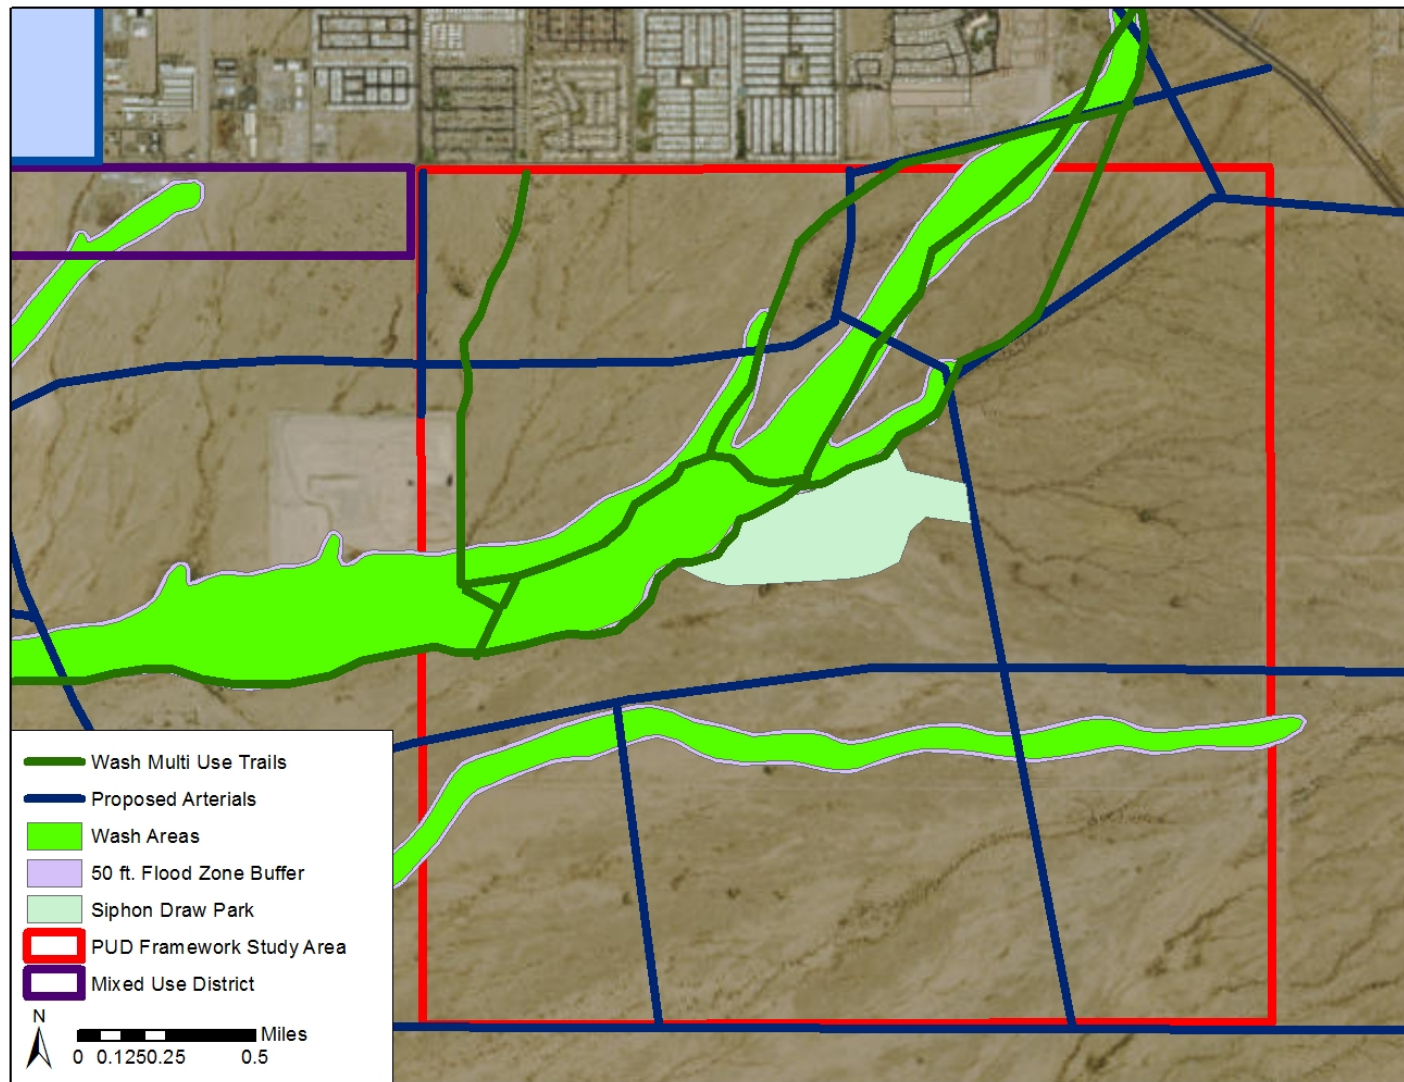 Wash Multi Use Trails
Proposed Arterials
Wash Areas
50 ft. Flood Zone Buffer
Siphon Draw Park
PUD Framework Study Area
Mixed Use District
N
Miles
0 0.1250.25 0.5